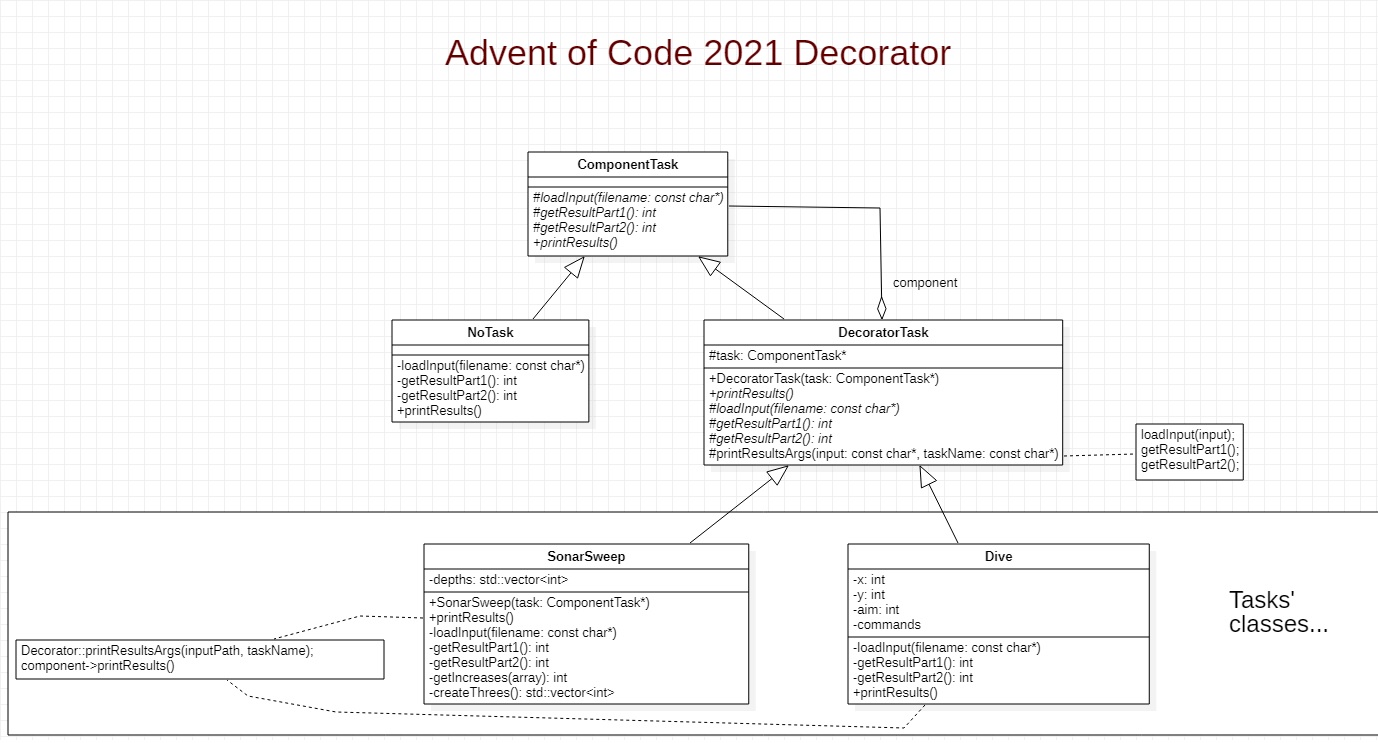 Advent of Code 2021 Decorator
ComponentTask
#loadInput(filename: const char*)
#getResultPart1(): int
#getResultPart2(): int
+printResults()
component
NoTask
-loadInput(filename: const char*)
-getResultPart1(): int
-getResultPart2(): int
+printResults()
DecoratorTask
#task: ComponentTask*
+DecoratorTask(task: ComponentTask*)
+printResults()
#loadInput(filename: const char*)
#getResultPart1(): int
#getResultPart2(): int
#printResultsArgs(input: const char*, taskName: const char*)
loadInput(input);
getResultPart1();
getResultPart2();
SonarSweep
-depths: std::vector<int>
+SonarSweep(task: ComponentTask*)
+printResults()
-loadInput(filename: const char*)
-getResultPart1(): int
-getResultPart2(): int
-getIncreases(array): int
-createThrees(): std::vector<int>
Dive
-x: int
-y: int
-aim: int
-commands
-loadInput(filename: const char*)
-getResultPart1(): int
-getResultPart2(): int
+printResults()
Tasks'
classes...
Decorator::printResultsArgs(inputPath, taskName);
component->printResults()